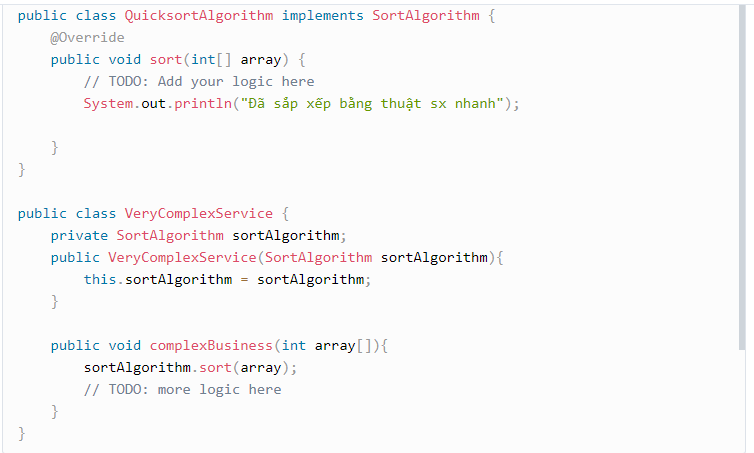 public class QuicksortAlgorithm implements SortAlgorithm {
@Override
public void sort(int[] array) {
// TODO: Add your logic here
System.out.println("Đã sắp xếp bằng thuật sx nhanh");
}
}
public class VeryComplexService {
private SortAlgorithm sortAlgorithm;
public VeryComplexService(SortAlgorithm sortAlgorithm){
this.sortAlgorithm = sortAlgorithm;
}
public void complexBusiness(int array[]){
sortAlgorithm.sort(array);
// TODO: more logic here
}
}